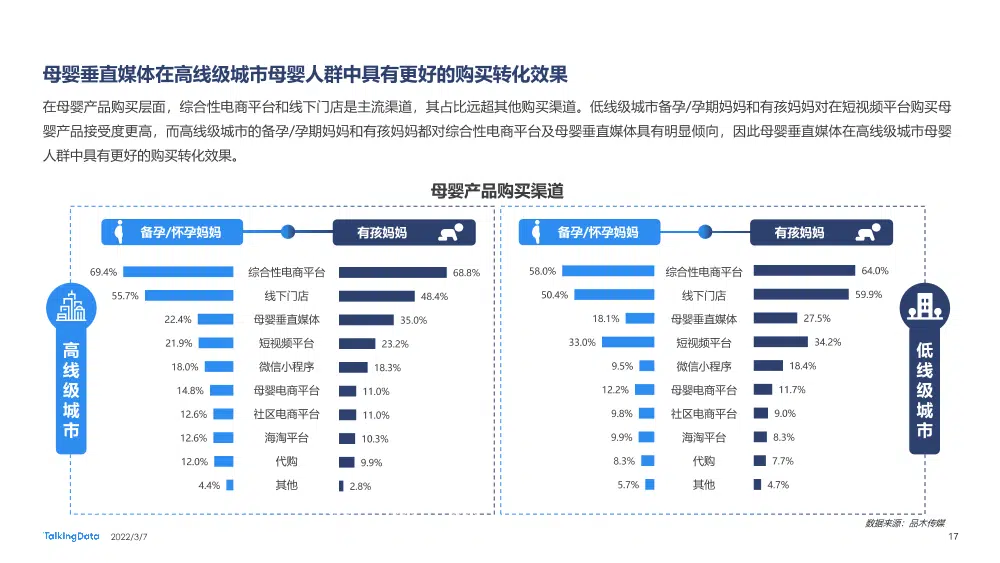 母婴垂直媒体在高线级城市母婴人群中具有更好的购买转化效果
在母婴产品购买层面，综合性电商平台和线下门店是主流渠道，其占比远超其他购买渠道。低线级城市备孕/孕期妈妈和有孩妈妈对在短视频平台购买母
婴产品接受度更高，而高线级城市的备孕/孕期妈妈和有孩妈妈都对综合性电商平台及母婴垂直媒体具有明显倾向，因此母婴垂直媒体在高线级城市母婴
人群中具有更好的购买转化效果。
母婴产品购买渠道
高线级城市
备孕/怀孕妈妈 有孩妈妈
69.4% 综合性电商平台 68.8%
55.7% 线下门店 48.4%
22.4% 母婴垂直媒体 35.0%
21.9% 短视频平台 23.2%
18.0% 微信小程序 18.3%
14.8% 母婴电商平台 11.0%
12.6% 社区电商平台 11.0%
12.6% 海淘平台 10.3%
12.0% 代购 9.9%
4.4% 其他 2.8%
备孕/怀孕妈妈 有孩妈妈
58.0% 综合性电商平台 64.0%
50.4% 线下门店 59.9%
18.1% 母婴垂直媒体 27.5%
33.0% 短视频平台 34.2%
9.5% 微信小程序 18.4%
12.2% 母婴电商平台 11.7%
9.8% 社区电商平台 9.0%
9.9% 海淘平台 8.3%
8.3% 代购 7.7%
5.7% 其他 4.7%
低线级城市
数据来源：品木传媒
TalkingData 2022/3/7
17